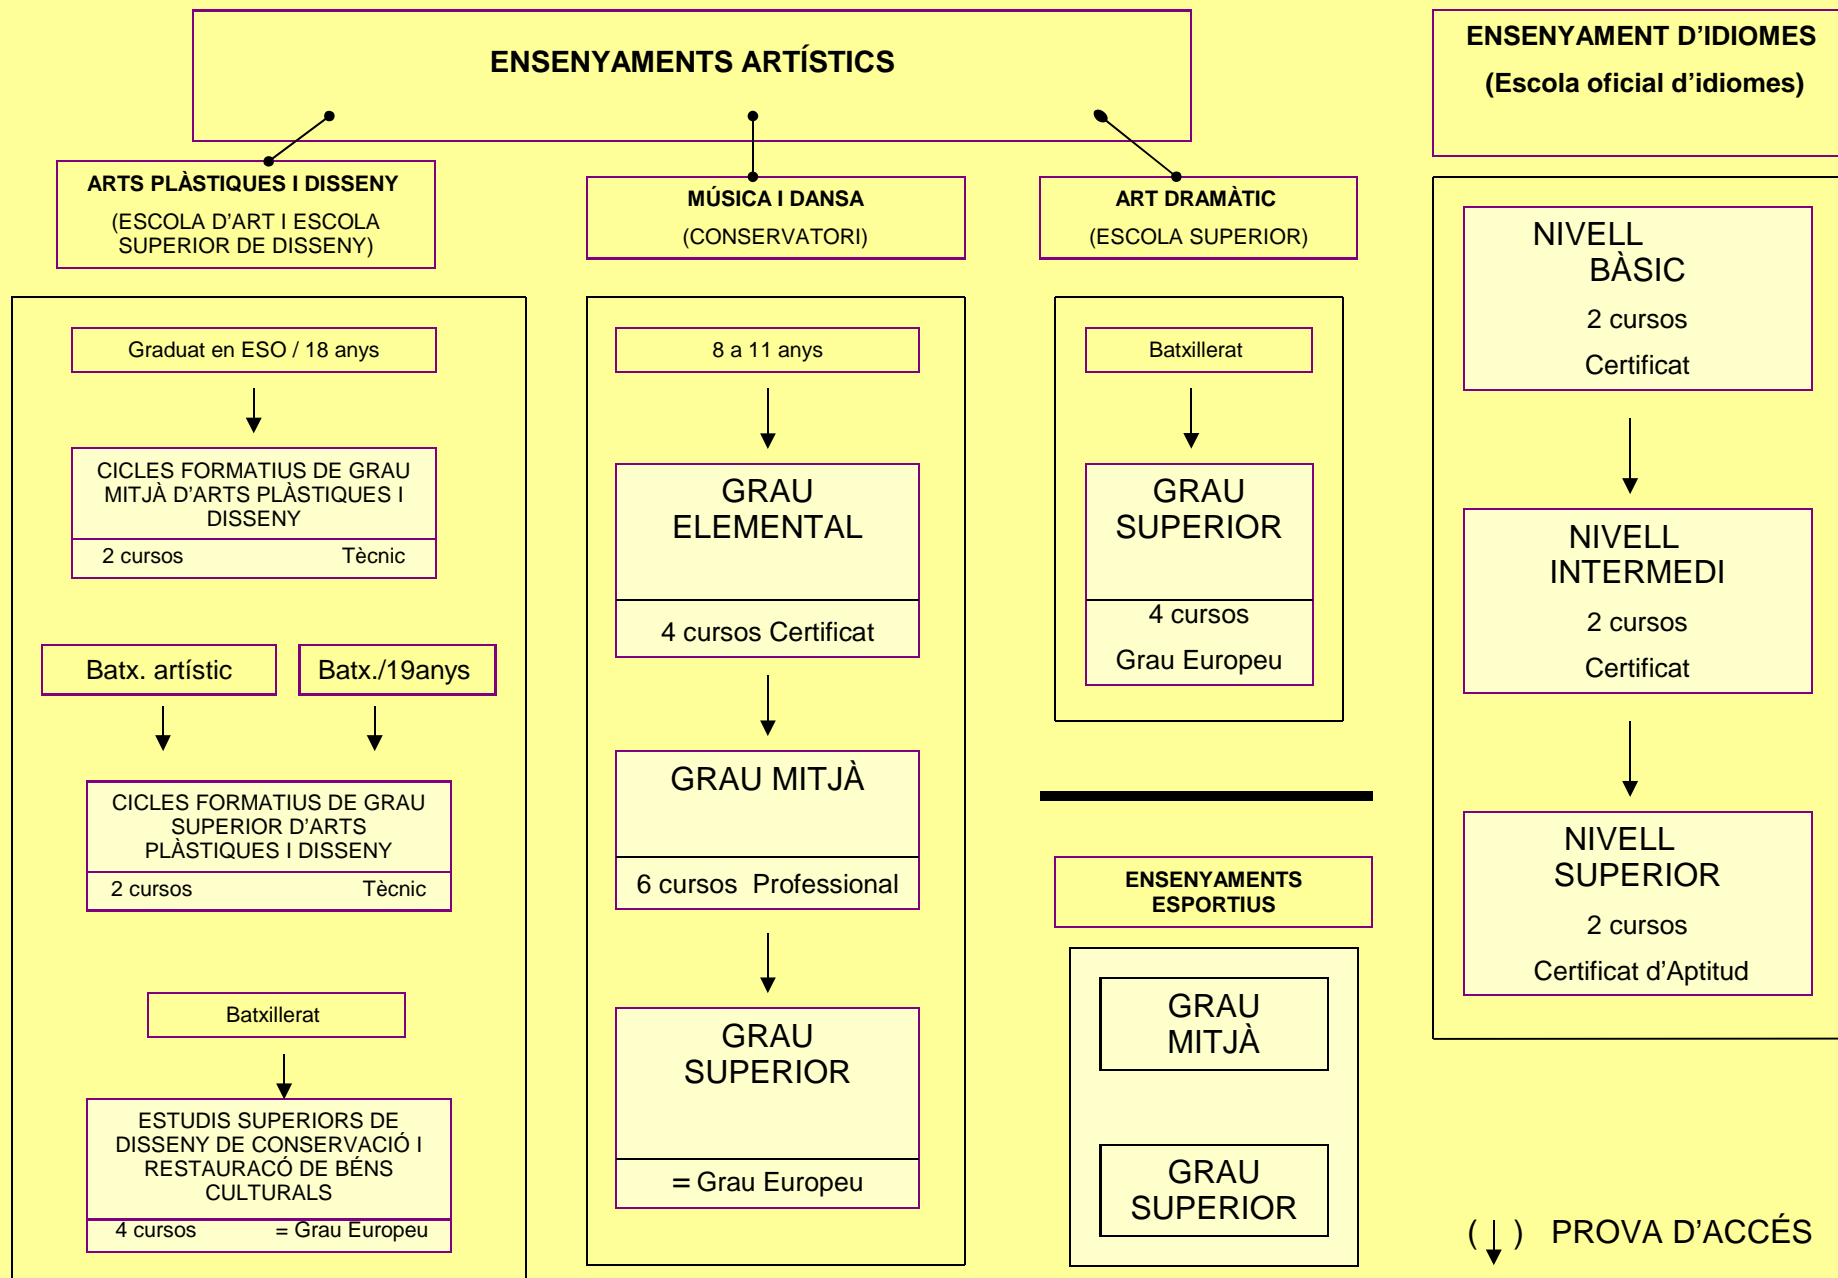 ENSENYAMENTS ARTÍSTICS
ARTS PLÀSTIQUES I DISSENY
(ESCOLA D'ART I ESCOLA
SUPERIOR DE DISSENY)
Graduat en ESO / 18 anys
CICLES FORMATIUS DE GRAU
MITJÀ D'ARTS PLÀSTIQUES I
DISSENY
2 cursos Tècnic
Batx. artístic
Batx./19anys
CICLES FORMATIUS DE GRAU
SUPERIOR D'ARTS
PLÀSTIQUES I DISSENY
2 cursos Tècnic
Batxillerat
ESTUDIS SUPERIORS DE
DISSENY DE CONSERVACIÓ I
RESTAURACÓ DE BÉNS
CULTURALS
4 cursos = Grau Europeu
MÚSICA I DANSA
(CONSERVATORI)
8 a 11 anys
GRAU
ELEMENTAL
4 cursos Certificat
GRAU MITJÀ
6 cursos Professional
GRAU
SUPERIOR
= Grau Europeu
ART DRAMÀTIC
(ESCOLA SUPERIOR)
Batxillerat
GRAU
SUPERIOR
4 cursos
Grau Europeu
ENSENYAMENTS
ESPORTIUS
GRAU
MITJÀ
GRAU
SUPERIOR
ENSENYAMENT D'IDIOMES
(Escola oficial d'idiomes)
NIVELL
BÀSIC
2 cursos
Certificat
NIVELL
INTERMEDI
2 cursos
Certificat
NIVELL
SUPERIOR
2 cursos
Certificat d'Aptitud
(↓) PROVA D'ACCÉS